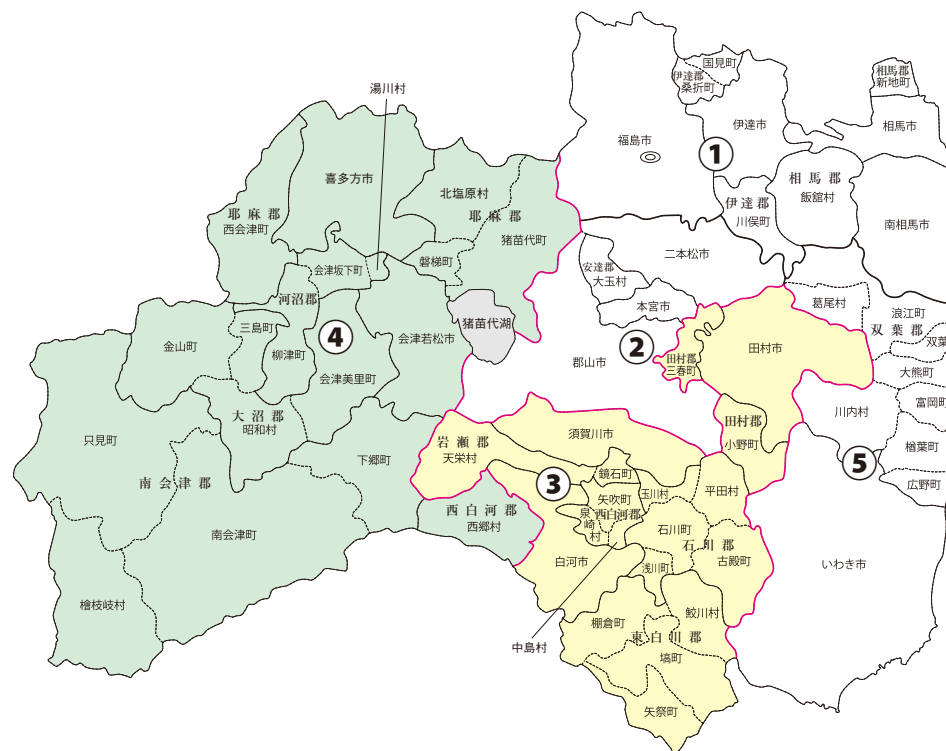 国見町
伊達郡
桑折町
相馬郡
新地町
湯川村
伊達市
相馬市
福島市
①
喜多方市
相馬郡
飯舘村
北塩原村
耶麻郡
西会津町
耶麻郡
猪苗代町
伊達郡
川俣町
南相馬市
二本松市
磐梯町
会津坂下町
安達郡
大玉村
河沼郡
本宮市
葛尾村
浪江町
双葉郡
双葉
猪苗代湖
三島町
金山町
④
会津若松市
②
田村市
柳津町
郡山市
田村郡
三春町
大熊町
会津美里町
富岡町
大沼郡
昭和村
川内村
田村郡
小野町
只見町
岩瀬郡
天栄村
須賀川市
楢葉町
下郷町
⑤
鏡石町
南会津郡
③
広野町
矢吹町
玉川村
平田村
西白河郡
西郷村
泉崎村
西白河郡
石川町
南会津町
石川郡
古殿町
白河市
浅川町
いわき市
檜枝岐村
鮫川村
棚倉町
東白川郡
中島村
塙町
矢祭町